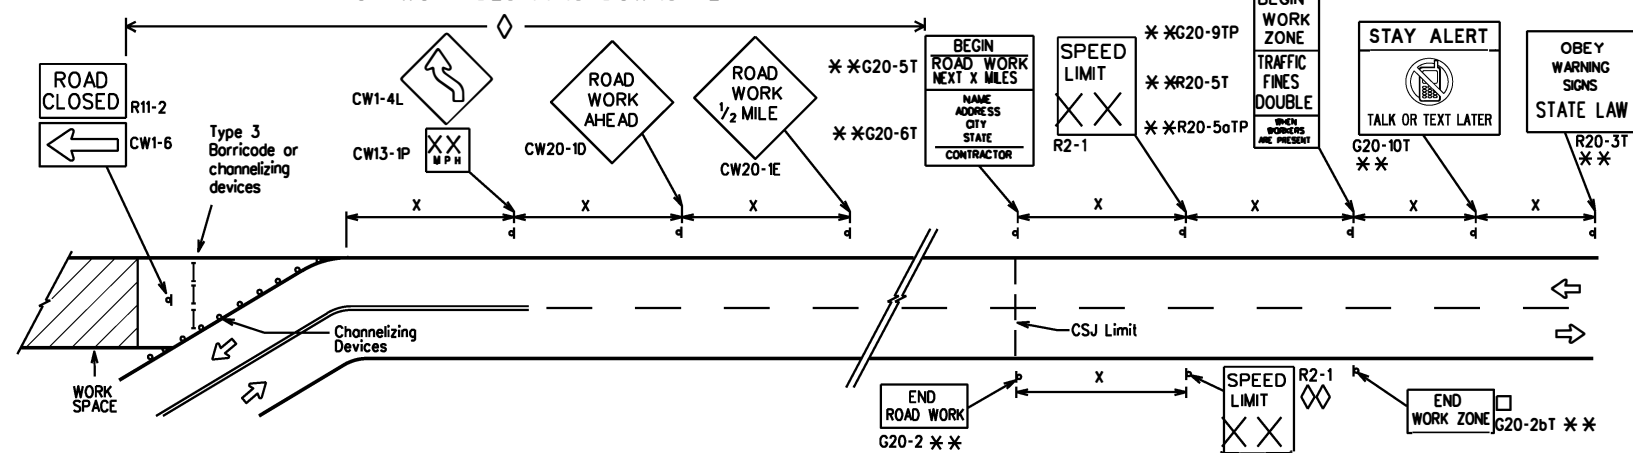 ROAD
CLOSED
R11-2
CW1-6
Type 3
Barricade or
channelizing
devices
CW1-4L
XX
MPH
CW13-1P
ROAD
WORK
AHEAD
CW20-1D
ROAD
WORK
1/2 MILE
CW20-1E
* *G20-5T
* *G20-6T
BEGIN
ROAD WORK
NEXT X MILES
NAME
ADDRESS
CITY
STATE
CONTRACTOR
SPEED
LIMIT
X X
R2-1
* *G20-9TP
* *R20-5T
* *R20-5aTP
BEGIN
WORK
ZONE
TRAFFIC
FINES
DOUBLE
WHEN
WORKERS
ARE PRESENT
STAY ALERT
TALK OR TEXT LATER
G20-10T
* *
OBEY
WARNING
SIGNS
STATE LAW
R20-3T
* *
X
X
X
X
X
X
X
Channelizing
Devices
WORK
SPACE
CSJ Limit
END
ROAD WORK
G20-2 * *
X
SPEED
LIMIT
X X
R2-1
END
WORK ZONE
G20-2bT * *